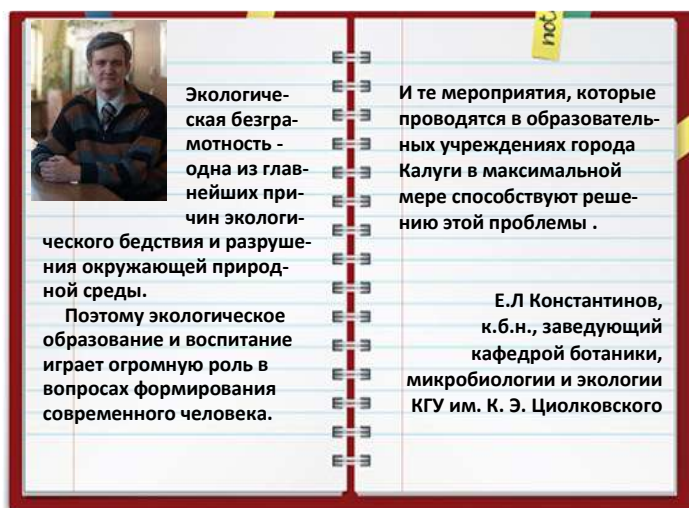 Экологиче-
ская безгра-
мотность -
одна из глав-
нейших при-
чин экологи-
ческого бедствия и разруше-
ния окружающей природ-
ной среды.
Поэтому экологическое
образование и воспитание
играет огромную роль в
вопросах формирования
современного человека.
not
И те мероприятия, которые
проводятся в образователь-
ных учреждениях города
Калуги в максимальной
мере способствуют реше-
нию этой проблемы .
Е.Л Константинов,
к.б.н., заведующий
кафедрой ботаники,
микробиологии и экологии
КГУ им. К. Э. Циолковского